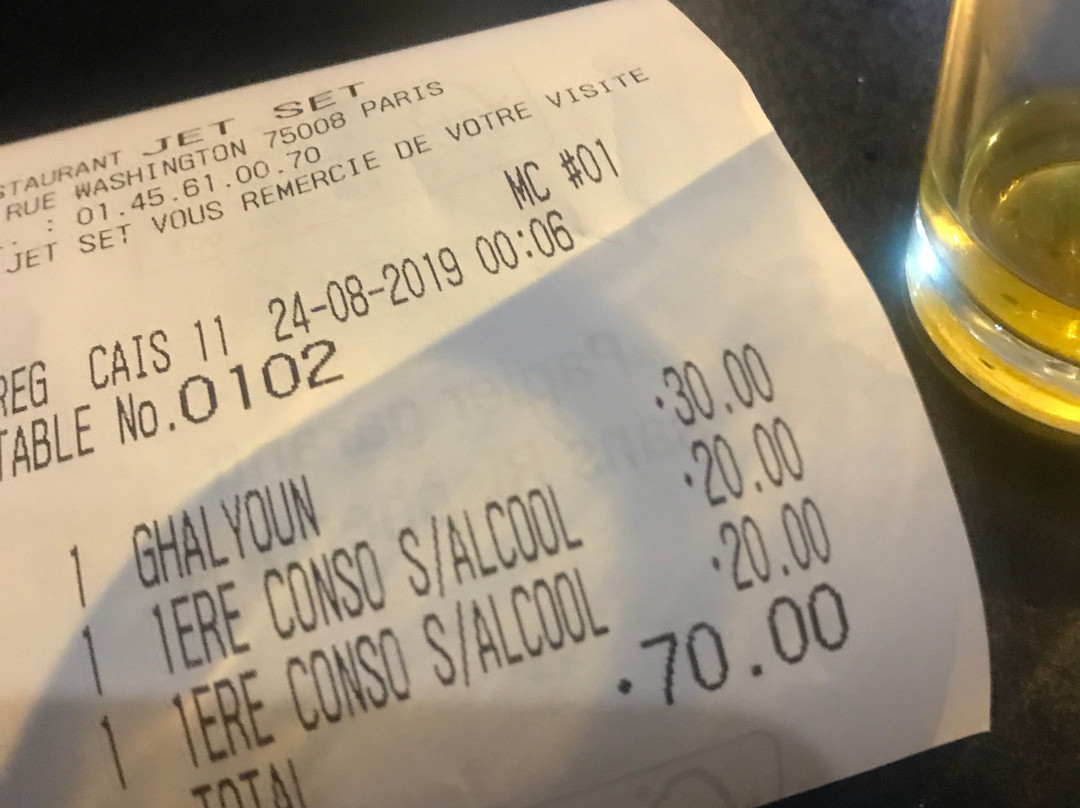 STAURANT JET SET
RUE WASHINGTON 75008 PARIS
. : 01.45.61.00.70
JET SET VOUS REMERCIE DE VOTRE VISITE
MC #01
REG CAIS 11 24-08-2019 00:06
TABLE No.0102
1 GHALYOUN ·30.00
1 1ERE CONSO S/ALCOOL ·20.00
1 1ERE CONSO S/ALCOOL ·20.00
TOTAL ·70.00